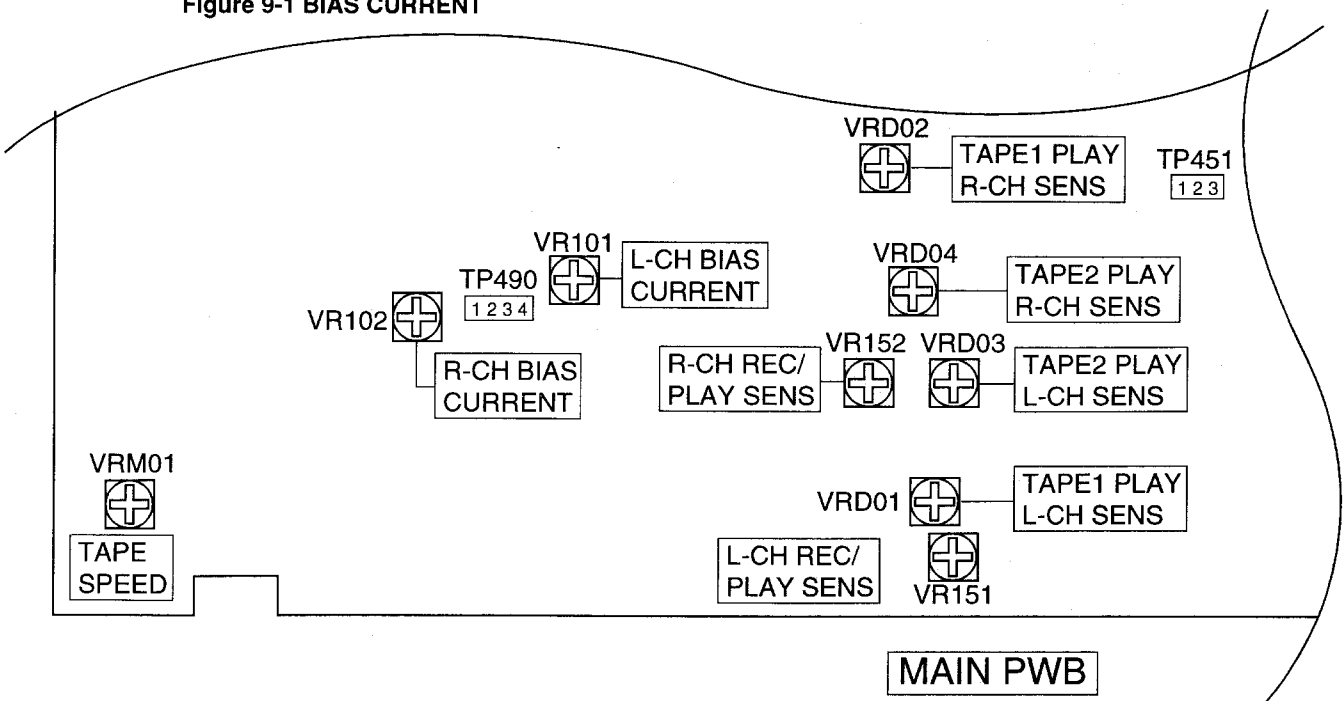 Figure 9-1 BIAS CURRENT
VRD02
TAPE1 PLAY
R-CH SENS
TP451
1 2 3
VR101
L-CH BIAS
CURRENT
TP490
1 2 3 4
VR102
R-CH BIAS
CURRENT
VRD04
TAPE2 PLAY
R-CH SENS
R-CH REC/
PLAY SENS
VR152
VRD03
TAPE2 PLAY
L-CH SENS
VRM01
TAPE
SPEED
VRD01
TAPE1 PLAY
L-CH SENS
L-CH REC/
PLAY SENS
VR151
MAIN PWB